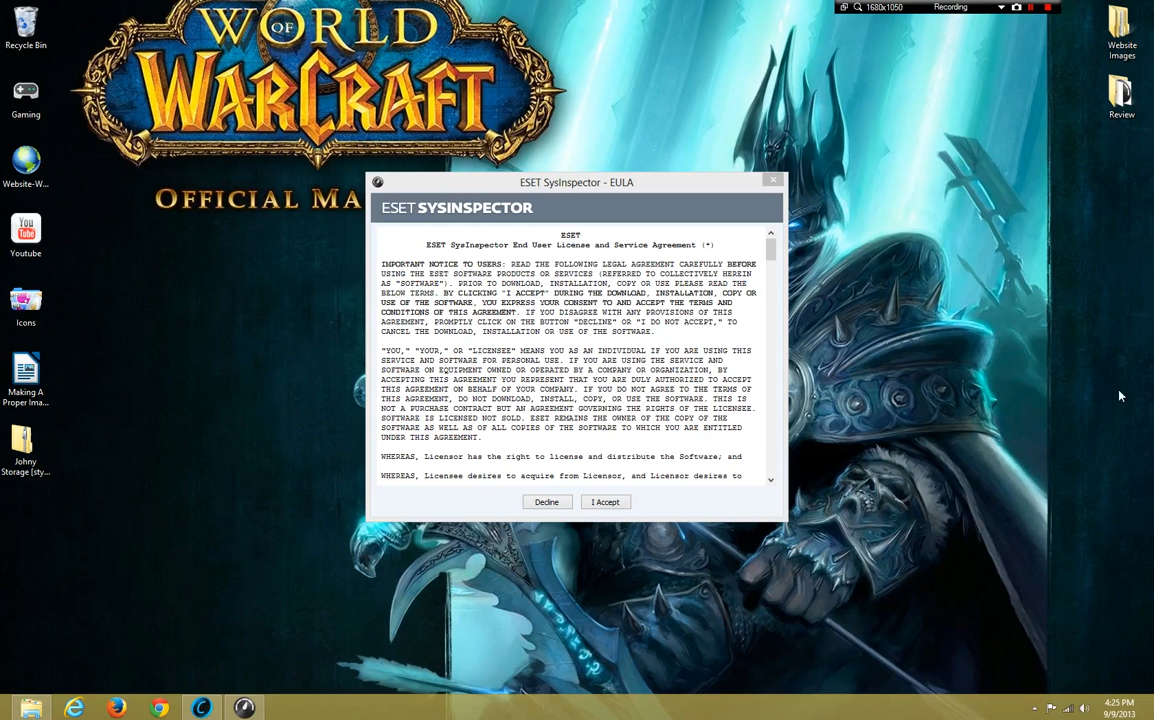 1680x1050 Recording
WORLD
OF
WARCRAFT
OFFICIAL MA
Recycle Bin
Gaming
Website-W...
Youtube
Icons
Making A
Proper Ima...
Johny
Storage [sty...
Website
Images
Review
ESET SysInspector - EULA
ESET SYSINSPECTOR
ESET
ESET SysInspector End User License and Service Agreement (*)
IMPORTANT NOTICE TO USERS: READ THE FOLLOWING LEGAL AGREEMENT CAREFULLY BEFORE
USING THE ESET SOFTWARE PRODUCTS OR SERVICES (REFERRED TO COLLECTIVELY HEREIN
AS "SOFTWARE"). PRIOR TO DOWNLOAD, INSTALLATION, COPY OR USE PLEASE READ THE
BELOW TERMS. BY CLICKING "I ACCEPT" DURING THE DOWNLOAD, INSTALLATION, COPY OR
USE OF THE SOFTWARE, YOU EXPRESS YOUR CONSENT TO AND ACCEPT THE TERMS AND
CONDITIONS OF THIS AGREEMENT. IF YOU DISAGREE WITH ANY PROVISIONS OF THIS
AGREEMENT, PROMPTLY CLICK ON THE BUTTON "DECLINE" OR "I DO NOT ACCEPT," TO
CANCEL THE DOWNLOAD, INSTALLATION OR USE OF THE SOFTWARE.
"YOU," "YOUR," OR "LICENSEE" MEANS YOU AS AN INDIVIDUAL IF YOU ARE USING THIS
SERVICE AND SOFTWARE FOR PERSONAL USE. IF YOU ARE USING THE SERVICE AND
SOFTWARE ON EQUIPMENT OWNED OR OPERATED BY A COMPANY OR ORGANIZATION, BY
ACCEPTING THIS AGREEMENT YOU REPRESENT THAT YOU ARE DULY AUTHORIZED TO ACCEPT
THIS AGREEMENT ON BEHALF OF YOUR COMPANY. IF YOU DO NOT AGREE TO THE TERMS OF
THIS AGREEMENT, DO NOT DOWNLOAD, INSTALL, COPY, OR USE THE SOFTWARE. THIS IS
NOT A PURCHASE CONTRACT BUT AN AGREEMENT GOVERNING THE RIGHTS OF THE LICENSEE.
SOFTWARE IS LICENSED NOT SOLD. ESET REMAINS THE OWNER OF THE COPY OF THE
SOFTWARE AS WELL AS OF ALL COPIES OF THE SOFTWARE TO WHICH YOU ARE ENTITLED
UNDER THIS AGREEMENT.
WHEREAS, Licensor has the right to license and distribute the Software; and
WHEREAS, Licensee desires to acquire from Licensor, and Licensor desires to
Decline I Accept
4:25 PM
9/9/2013